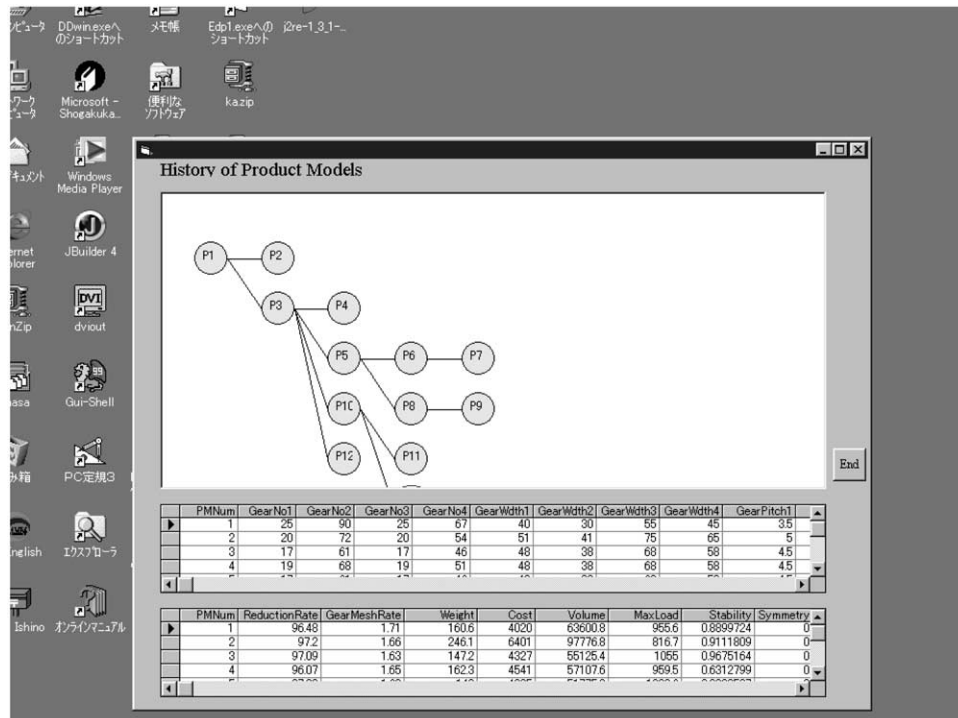 DDwin.exeへ
のショートカット
メモ帳
Edp1.exeへの
ショートカット
j2re-1_3_1-...
Microsoft -
Shogakuka...
便利な
ソフトウェア
ka.zip
Windows
Media Player
JBuilder 4
DVI
dviout
Gui-Shell
PC定規3
English
エクスプローラ
Ishino
オンラインマニュアル
History of Product Models
P1
P2
P3
P4
P5
P6
P7
P10
P8
P9
P12
P11
End
PMNum GearNo1 GearNo2 GearNo3 GearNo4 GearWdth1 GearWdth2 GearWdth3 GearWdth4 GearPitch1
1 25 90 25 67 40 30 55 45 3.5
2 20 72 20 54 51 41 75 65 5
3 17 61 17 46 48 38 68 58 4.5
4 19 68 19 51 48 38 68 58 4.5
PMNum ReductionRate GearMeshRate Weight Cost Volume MaxLoad Stability Symmetry
1 96.48 1.71 160.6 4020 63600.8 955.6 0.8899724 0
2 97.2 1.66 246.1 6401 97776.8 816.7 0.9111809 0
3 97.09 1.63 147.2 4327 55125.4 1055 0.9675164 0
4 96.07 1.65 162.3 4541 57107.6 959.5 0.6312799 0